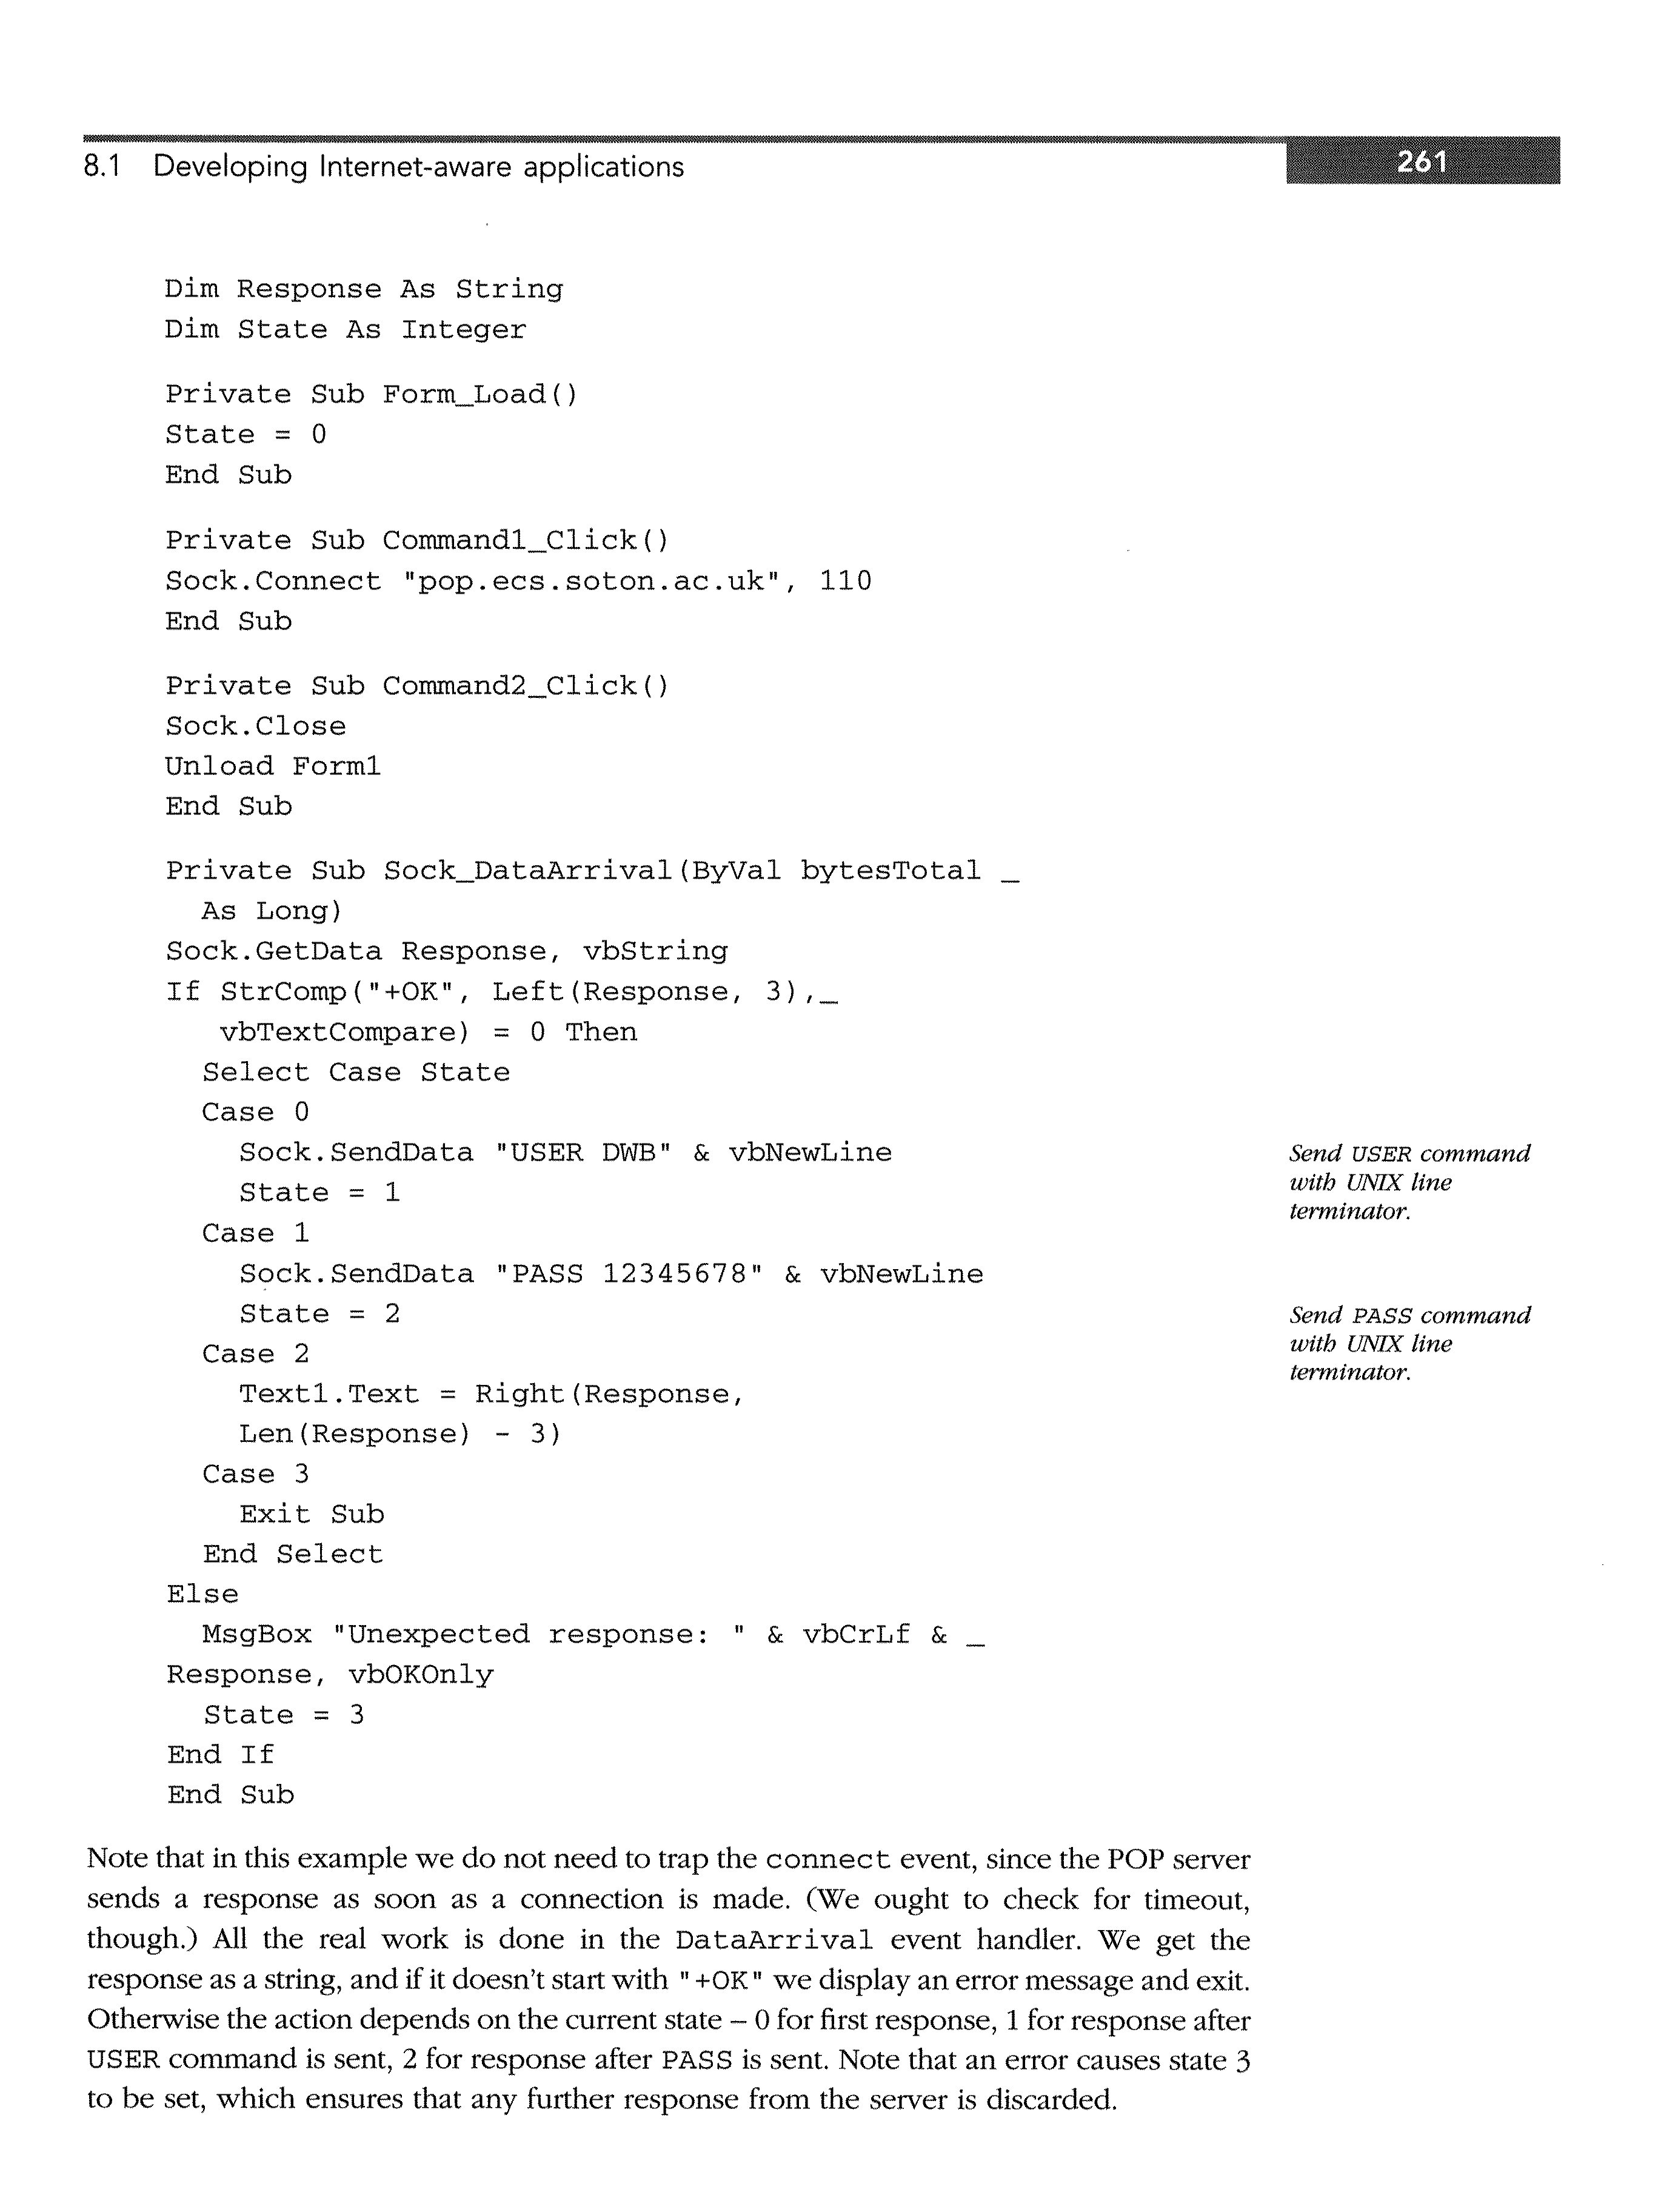 8.1 Developing Internet-aware applications
261
Dim Response As String
Dim State As Integer
Private Sub Form_Load()
State = 0
End Sub
Private Sub Command1_Click()
Sock.Connect "pop.ecs.soton.ac.uk", 110
End Sub
Private Sub Command2_Click()
Sock.Close
Unload Form1
End Sub
Private Sub Sock_DataArrival(ByVal bytesTotal _
As Long)
Sock.GetData Response, vbString
If StrComp("+OK", Left(Response, 3),_
vbTextCompare) = 0 Then
Select Case State
Case 0
Sock.SendData "USER DWB" & vbNewLine
State = 1
Case 1
Sock.SendData "PASS 12345678" & vbNewLine
State = 2
Case 2
Text1.Text = Right(Response,
Len(Response) - 3)
Case 3
Exit Sub
End Select
Else
MsgBox "Unexpected response: " & vbCrLf & _
Response, vbOKOnly
State = 3
End If
End Sub
Send USER command
with UNIX line
terminator.
Send PASS command
with UNIX line
terminator.
Note that in this example we do not need to trap the connect event, since the POP server
sends a response as soon as a connection is made. (We ought to check for timeout,
though.) All the real work is done in the DataArrival event handler. We get the
response as a string, and if it doesn't start with "+OK" we display an error message and exit.
Otherwise the action depends on the current state – 0 for first response, 1 for response after
USER command is sent, 2 for response after PASS is sent. Note that an error causes state 3
to be set, which ensures that any further response from the server is discarded.